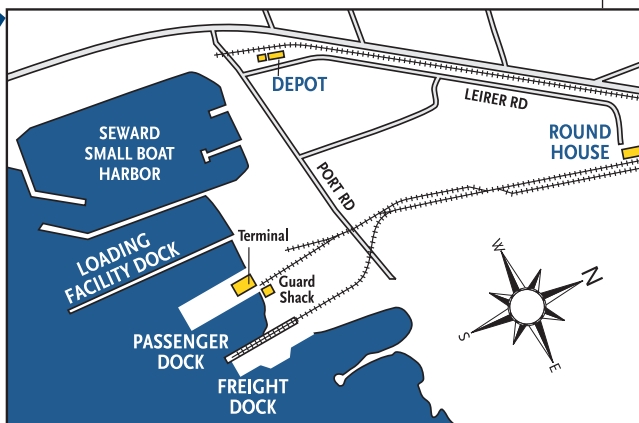 DEPOT
LEIRER RD
ROUND
HOUSE
SEWARD
SMALL BOAT
HARBOR
PORT RD
LOADING
FACILITY DOCK
Terminal
Guard
Shack
PASSENGER
DOCK
FREIGHT
DOCK
W
N
S
E